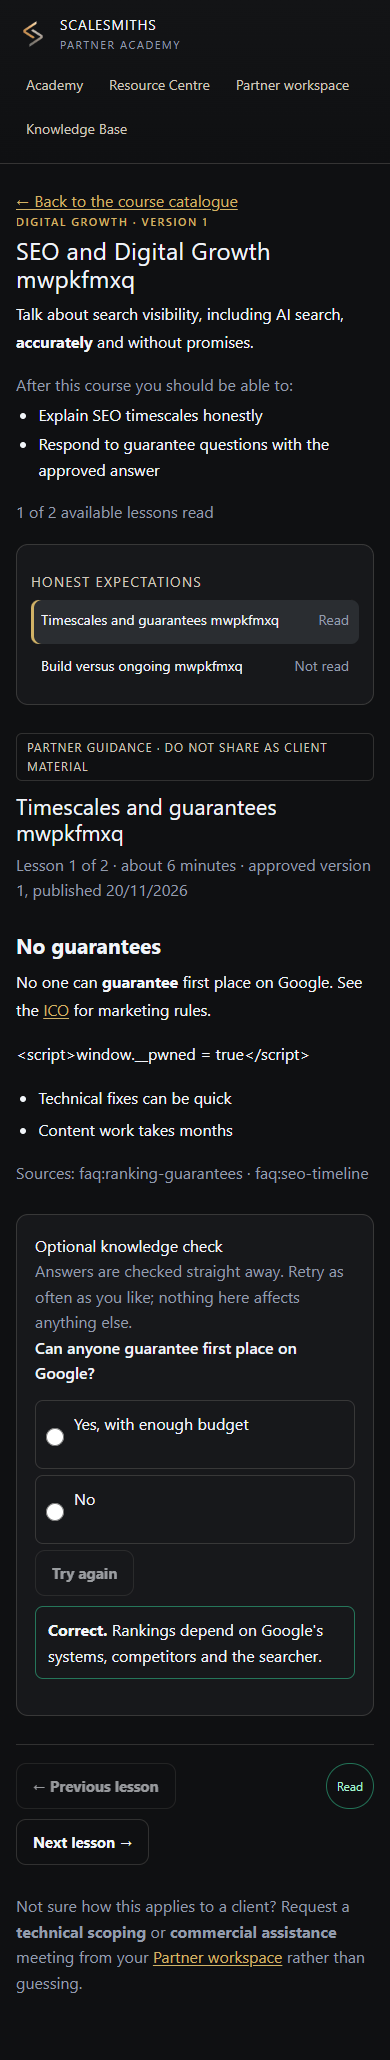 SCALESMITHS
PARTNER ACADEMY
Academy Resource Centre Partner workspace
Knowledge Base
← Back to the course catalogue
DIGITAL GROWTH · VERSION 1
SEO and Digital Growth
mwpkfmxq
Talk about search visibility, including AI search,
accurately and without promises.
After this course you should be able to:
• Explain SEO timescales honestly
• Respond to guarantee questions with the
approved answer
1 of 2 available lessons read
HONEST EXPECTATIONS
Timescales and guarantees mwpkfmxq Read
Build versus ongoing mwpkfmxq Not read
PARTNER GUIDANCE · DO NOT SHARE AS CLIENT
MATERIAL
Timescales and guarantees
mwpkfmxq
Lesson 1 of 2 · about 6 minutes · approved version
1, published 20/11/2026
No guarantees
No one can guarantee first place on Google. See
the ICO for marketing rules.
<script>window.__pwned = true</script>
• Technical fixes can be quick
• Content work takes months
Sources: faq:ranking-guarantees · faq:seo-timeline
Optional knowledge check
Answers are checked straight away. Retry as
often as you like; nothing here affects
anything else.
Can anyone guarantee first place on
Google?
Yes, with enough budget
No
Try again
Correct. Rankings depend on Google's
systems, competitors and the searcher.
← Previous lesson Read
Next lesson →
Not sure how this applies to a client? Request a
technical scoping or commercial assistance
meeting from your Partner workspace rather than
guessing.